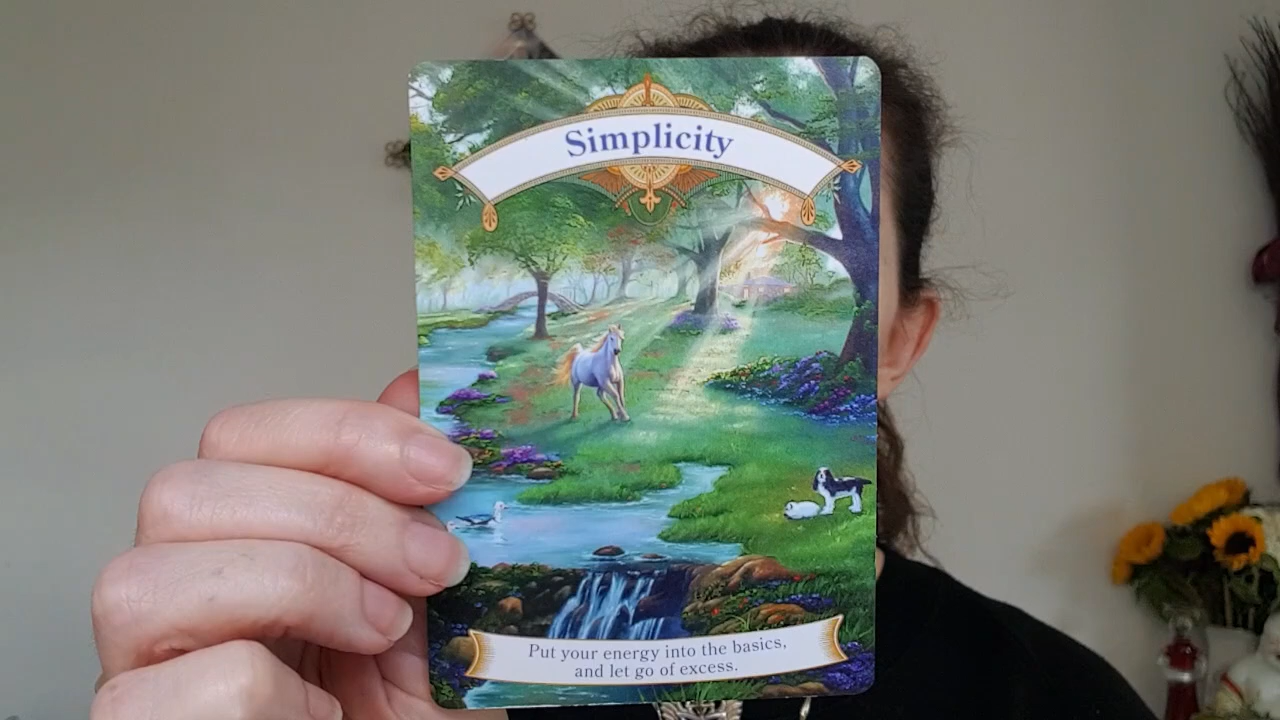 Simplicity
Put your energy into the basics,
and let go of excess.